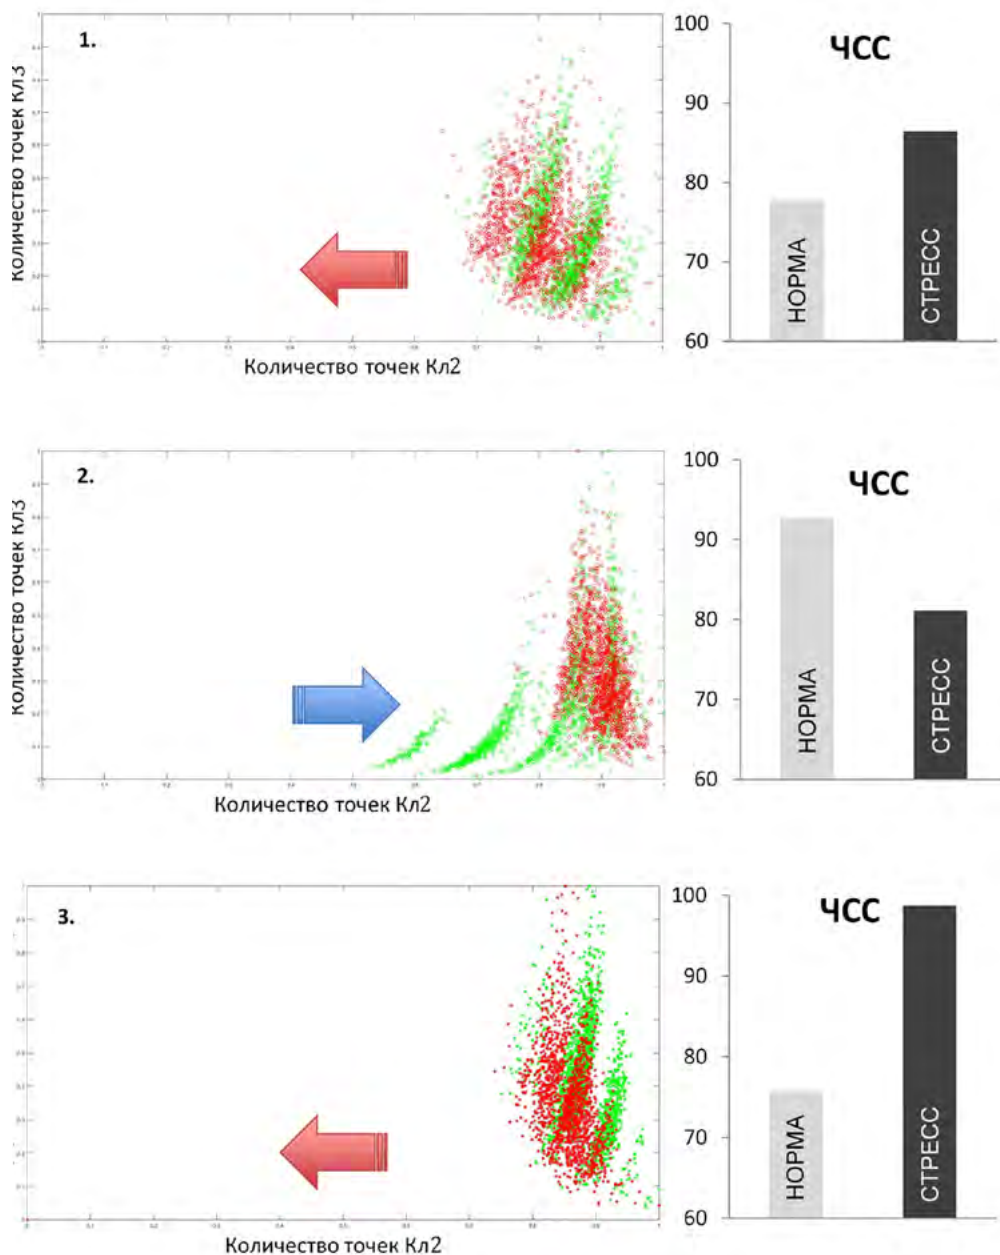 1.
Количество точек Кл3
Количество точек Кл2
ЧСС
100
90
80
70
60
НОРМА
СТРЕСС
2.
Количество точек Кл3
Количество точек Кл2
ЧСС
100
90
80
70
60
НОРМА
СТРЕСС
3.
Количество точек Кл2
ЧСС
100
90
80
70
60
НОРМА
СТРЕСС